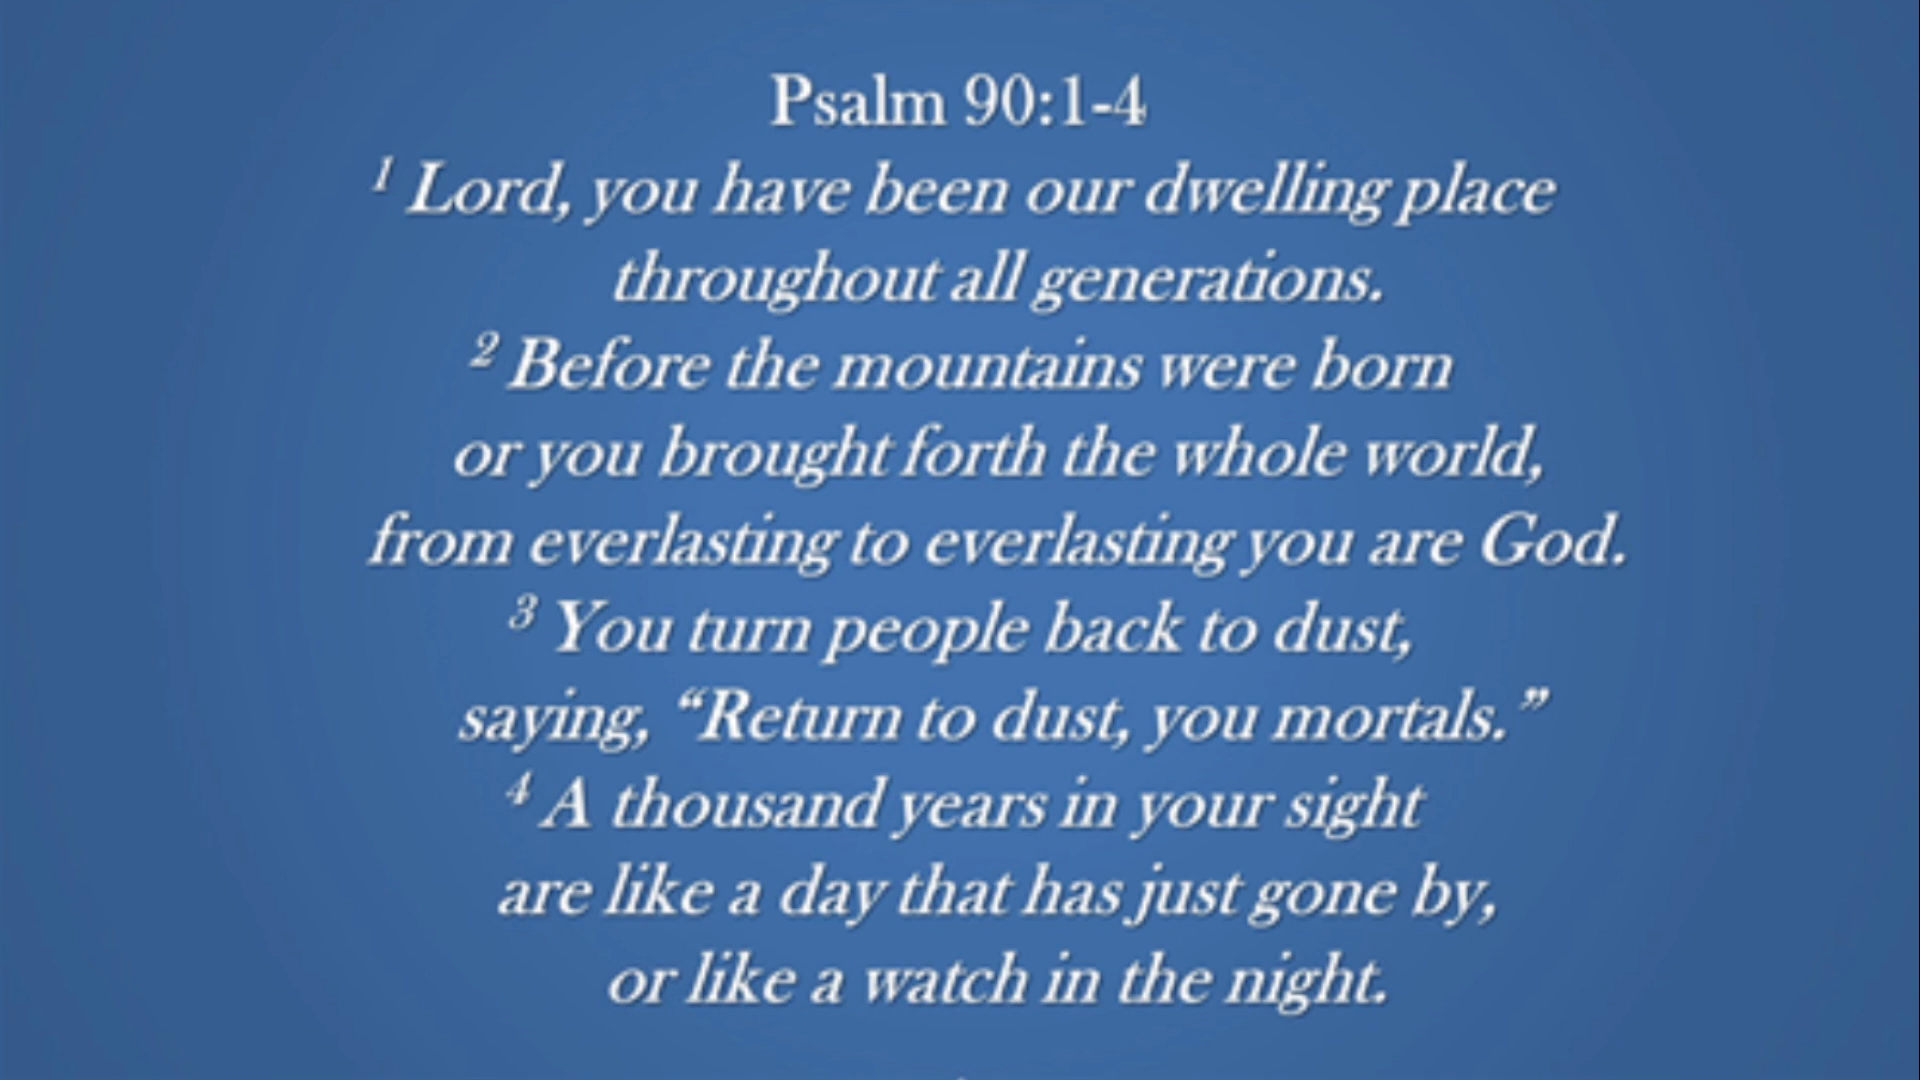 Psalm 90:1-4
1 Lord, you have been our dwelling place
throughout all generations.
2 Before the mountains were born
or you brought forth the whole world,
from everlasting to everlasting you are God.
3 You turn people back to dust,
saying, “Return to dust, you mortals.”
4 A thousand years in your sight
are like a day that has just gone by,
or like a watch in the night.